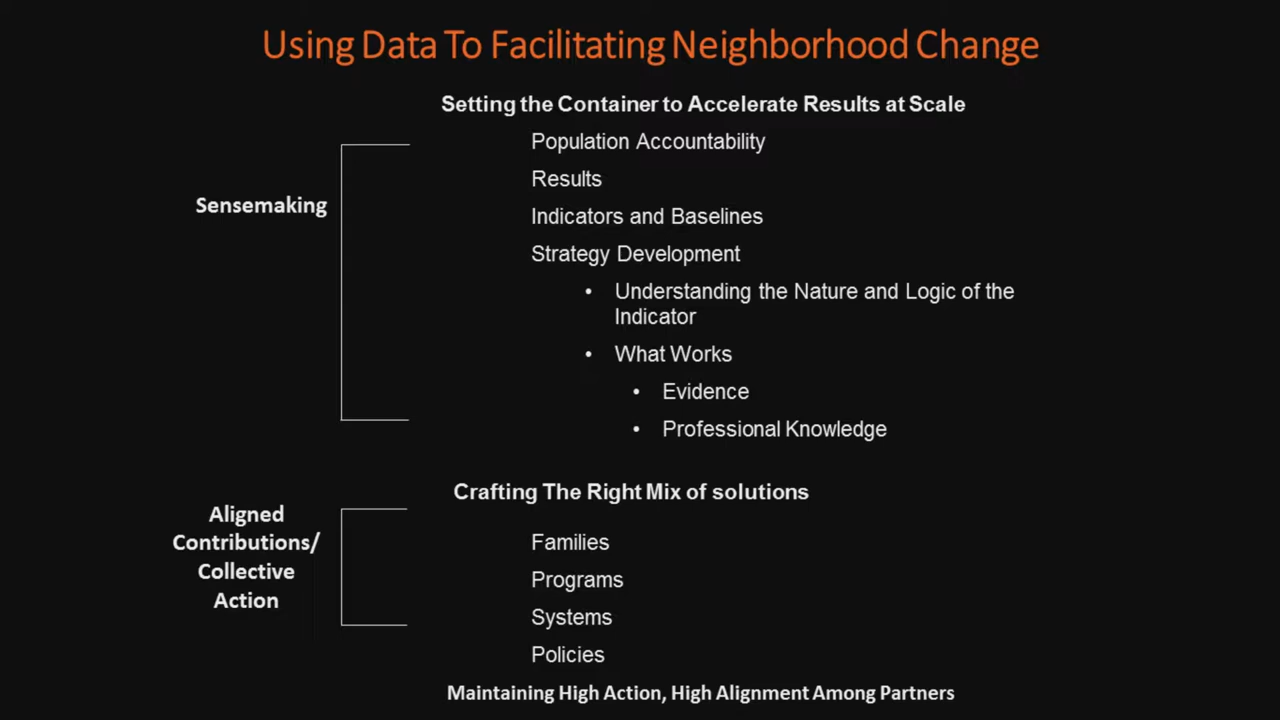 Using Data To Facilitating Neighborhood Change
Setting the Container to Accelerate Results at Scale
Population Accountability
Results
Sensemaking
Indicators and Baselines
Strategy Development
• Understanding the Nature and Logic of the
Indicator
• What Works
• Evidence
• Professional Knowledge
Crafting The Right Mix of solutions
Aligned
Contributions/
Collective
Action
Families
Programs
Systems
Policies
Maintaining High Action, High Alignment Among Partners